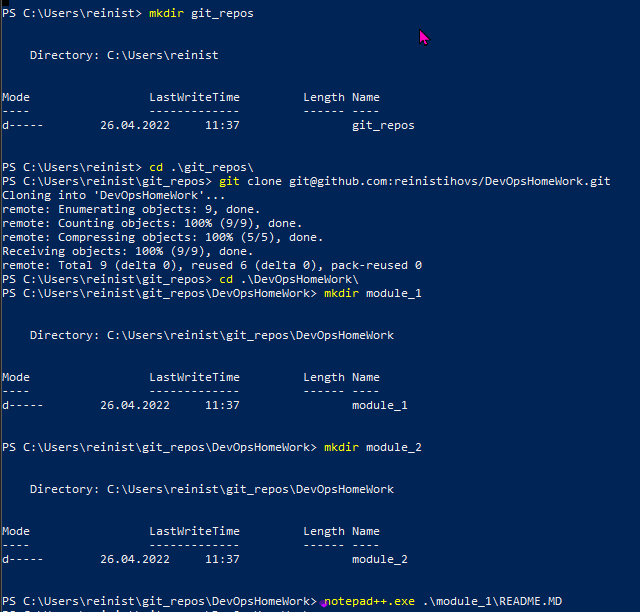 PS C:\Users\reinist> mkdir git_repos
Directory: C:\Users\reinist
Mode LastWriteTime Length Name
---- ------------- ------ ----
d----- 26.04.2022 11:37 git_repos
PS C:\Users\reinist> cd .\git_repos\
PS C:\Users\reinist\git_repos> git clone git@github.com:reinistihovs/DevOpsHomeWork.git
Cloning into 'DevOpsHomeWork'...
remote: Enumerating objects: 9, done.
remote: Counting objects: 100% (9/9), done.
remote: Compressing objects: 100% (5/5), done.
Receiving objects: 100% (9/9), done.
remote: Total 9 (delta 0), reused 6 (delta 0), pack-reused 0
PS C:\Users\reinist\git_repos> cd .\DevOpsHomeWork\
PS C:\Users\reinist\git_repos\DevOpsHomeWork> mkdir module_1
Directory: C:\Users\reinist\git_repos\DevOpsHomeWork
Mode LastWriteTime Length Name
---- ------------- ------ ----
d----- 26.04.2022 11:37 module_1
PS C:\Users\reinist\git_repos\DevOpsHomeWork> mkdir module_2
Directory: C:\Users\reinist\git_repos\DevOpsHomeWork
Mode LastWriteTime Length Name
---- ------------- ------ ----
d----- 26.04.2022 11:37 module_2
PS C:\Users\reinist\git_repos\DevOpsHomeWork> notepad++.exe .\module_1\README.MD